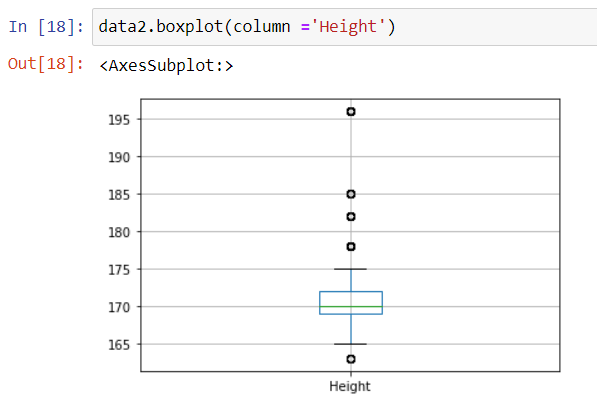 In [18]: data2.boxplot(column ='Height')
Out[18]: <AxesSubplot:>
195
190
185
180
175
170
165
Height